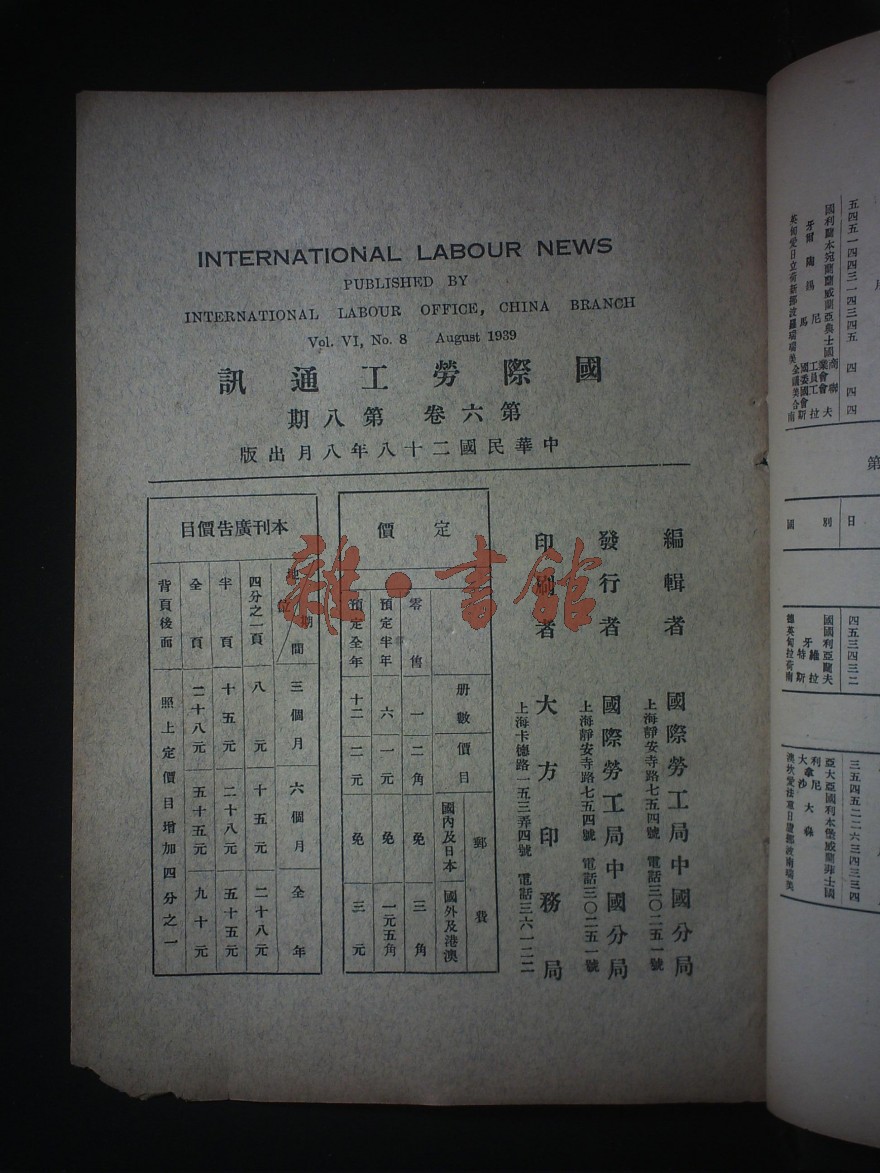 INTERNATIONAL LABOUR NEWS
PUBLISHED BY
INTERNATIONAL LABOUR OFFICE, CHINA BRANCH
Vol. VI, No. 8 August 1939
國際勞工通訊
第六卷 第八期
中華民國二十八年八月出版
編輯者 國際勞工局中國分局
上海靜安寺路七五四號 電話三〇二五一號
發行者 國際勞工局中國分局
上海靜安寺路七五四號 電話三〇二五一號
印刷者 大方印務局
上海卡德路一五三弄四號 電話三六一二二
定價
册數 價目 郵費
國內及日本 國外及港澳
零售 一 二角 免 三角
預定半年 六 一元 免 一元五角
預定全年 十二 二元 免 三元
本刊廣告價目
地位 期間 三個月 六個月 全年
四分之一頁 八元 十五元 二十八元
半頁 十五元 二十八元 五十五元
全頁 二十八元 五十五元 九十元
背頁後面 照上定價目增加四分之一
雜·書館
第
國別 日